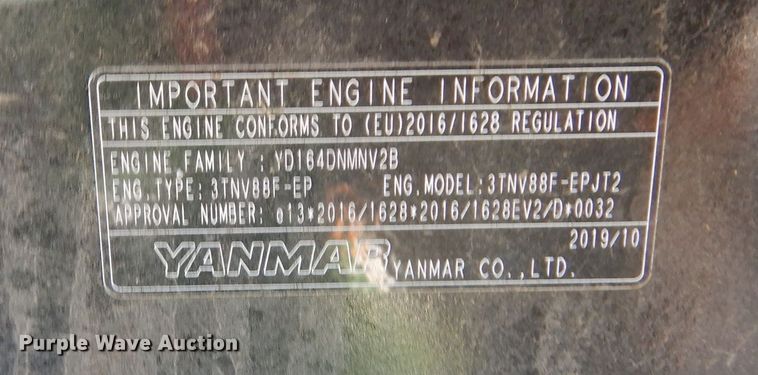 IMPORTANT ENGINE INFORMATION
THIS ENGINE CONFORMS TO (EU)2016/1628 REGULATION
ENGINE FAMILY : YD164DNMNV2B
ENG.TYPE: 3TNV88F-EP ENG.MODEL:3TNV88F-EPJT2
APPROVAL NUMBER: e13*2016/1628*2016/1628EV2/D*0032
2019/10
YANMAR YANMAR CO.,LTD.
Purple Wave Auction